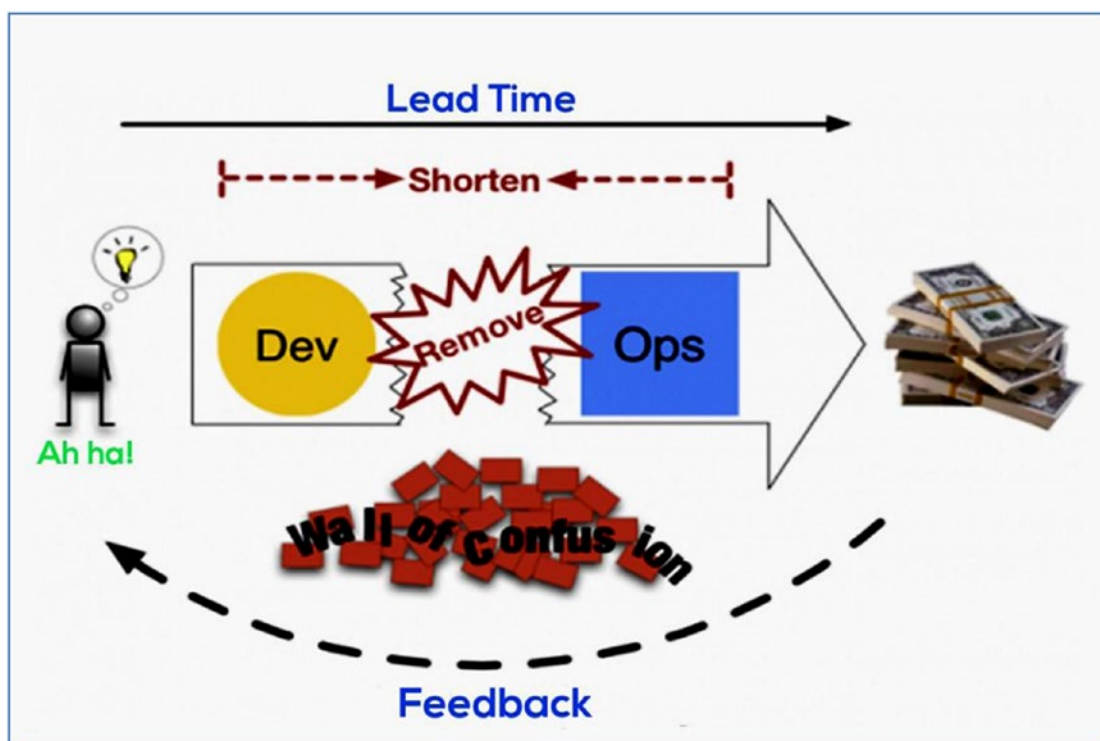 Lead Time
Shorten
Dev
Remove
Ops
Ah ha!
Wall of Confusion
Feedback